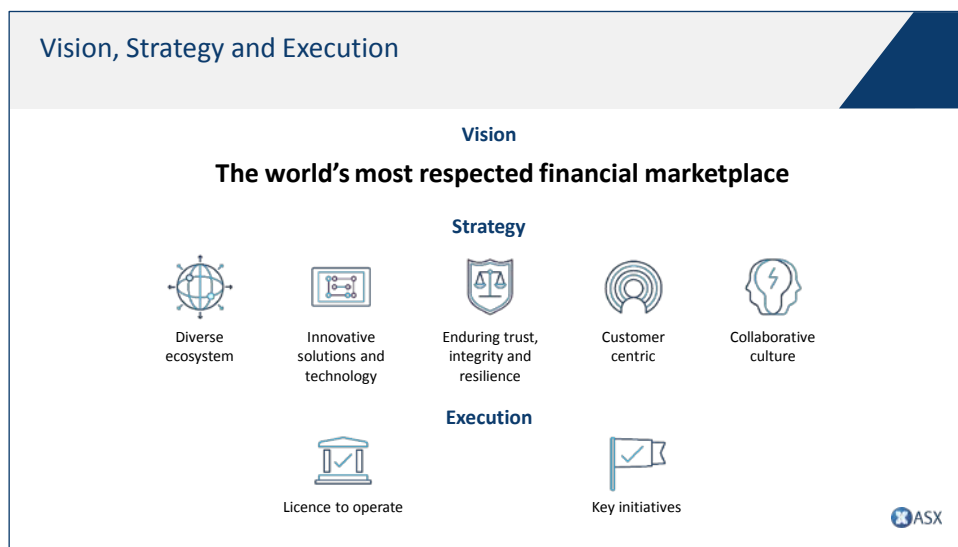 Vision, Strategy and Execution
Vision
The world's most respected financial marketplace
Strategy
Diverse
ecosystem
Innovative
solutions and
technology
Enduring trust,
integrity and
resilience
Customer
centric
Collaborative
culture
Execution
Licence to operate
Key initiatives
ASX